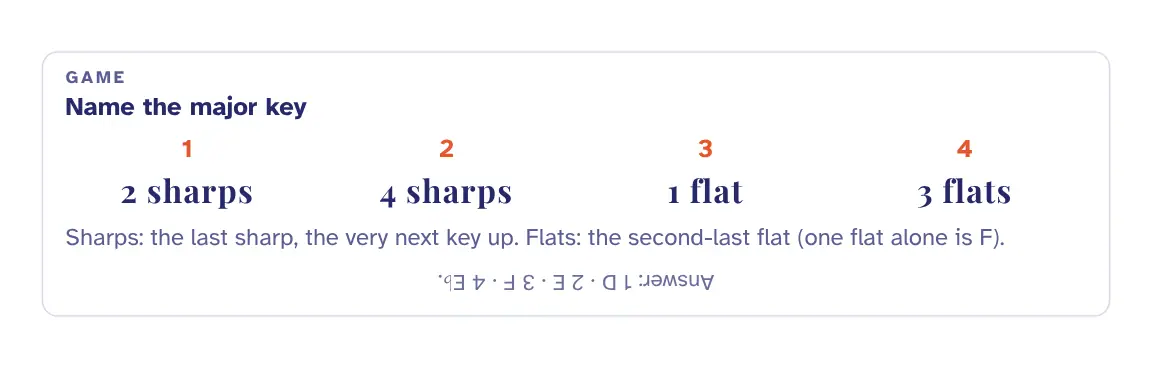 GAME
Name the major key
1 2 3 4
2 sharps 4 sharps 1 flat 3 flats
Sharps: the last sharp, the very next key up. Flats: the second-last flat (one flat alone is F).
Answer: 1 D · 2 E · 3 F · 4 E♭.